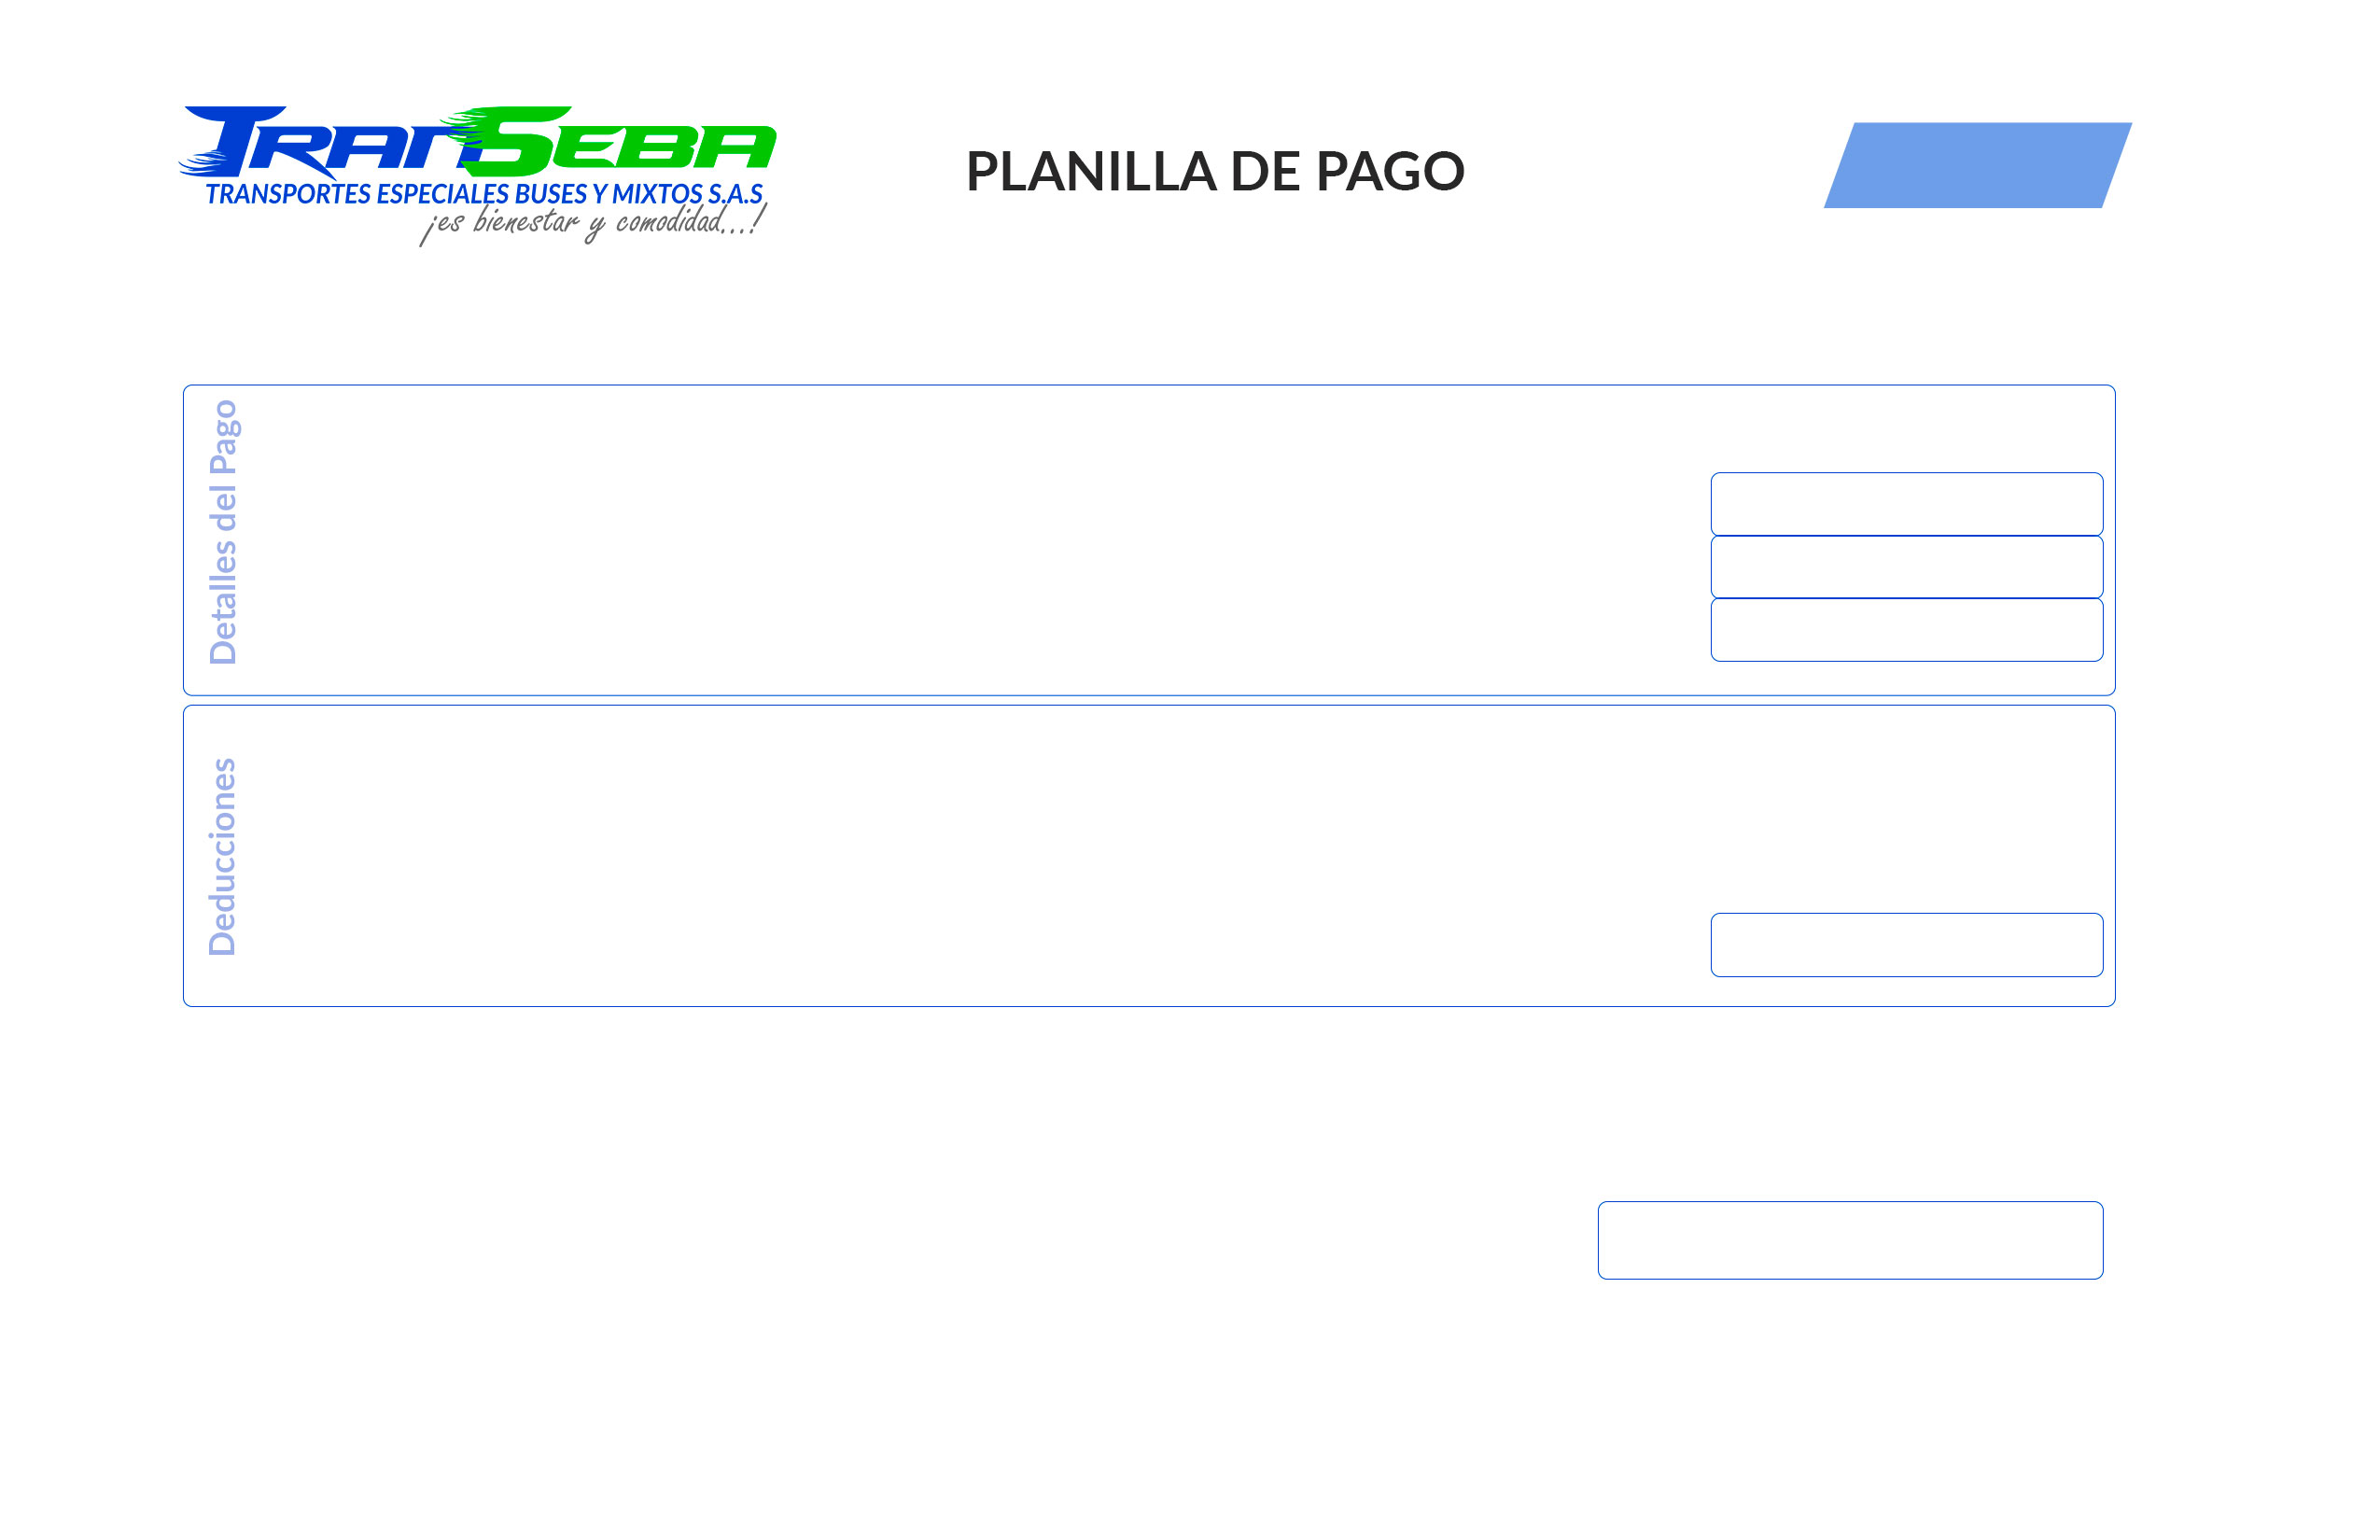 TRANSEBA
TRANSPORTES ESPECIALES BUSES Y MIXTOS S.A.S
¡es bienestar y comodidad...!
PLANILLA DE PAGO
Detalles del Pago
Deducciones